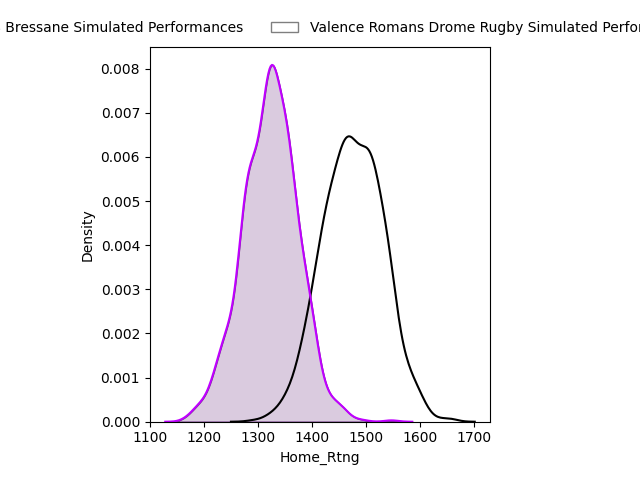 Bressane Simulated Performances
Valence Romans Drome Rugby Simulated
0.008
0.007
0.006
0.005
0.004
0.003
0.002
0.001
0.000
Density
1100 1200 1300 1400 1500 1600 1700
Home_Rtng